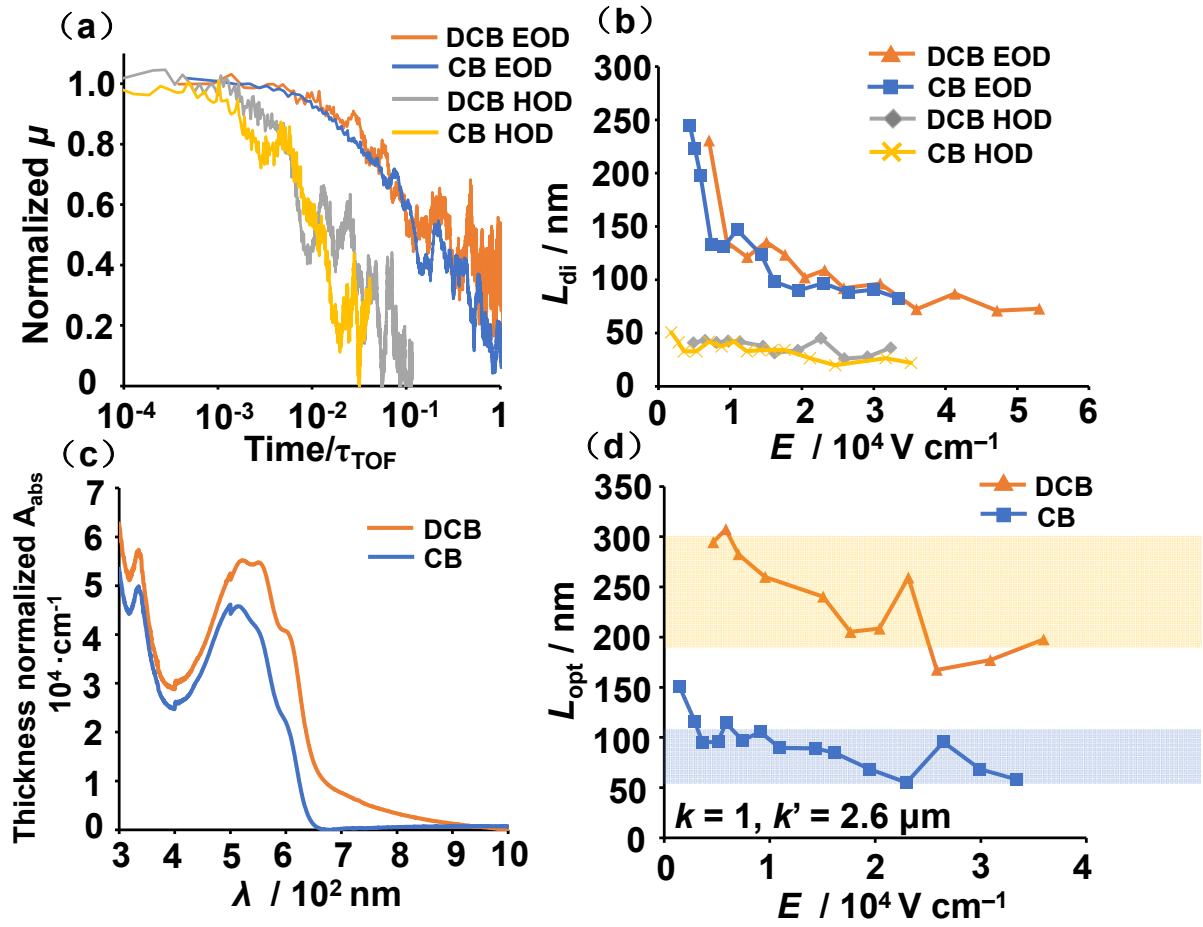 （a）
DCB EOD
CB EOD
DCB HOD
CB HOD
Normalized μ
1.0
0.8
0.6
0.4
0.2
0
10-4
10-3
10-2
10-1
1
Time/τTOF
（b）
DCB EOD
CB EOD
DCB HOD
CB HOD
Ldi / nm
300
250
200
150
100
50
0
0
1
2
3
4
5
6
E / 104 V cm−1
（c）
DCB
CB
Thickness normalized Aabs
104 ·cm-1
7
6
5
4
3
2
1
0
3
4
5
6
7
8
9
10
λ / 102 nm
（d）
DCB
CB
Lopt / nm
350
300
250
200
150
100
50
0
k = 1, k’ = 2.6 μm
0
1
2
3
4
E / 104 V cm−1